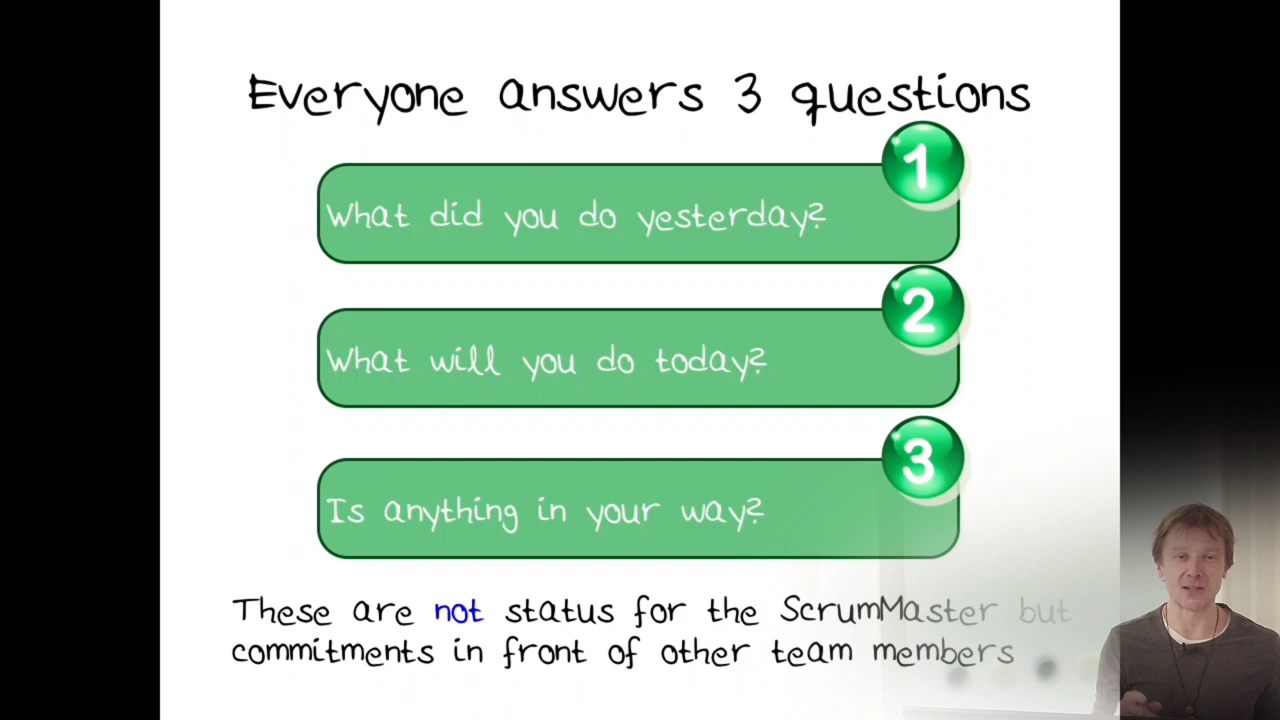 Everyone answers 3 questions
1
What did you do yesterday?
2
What will you do today?
3
Is anything in your way?
These are not status for the ScrumMaster but
commitments in front of other team members